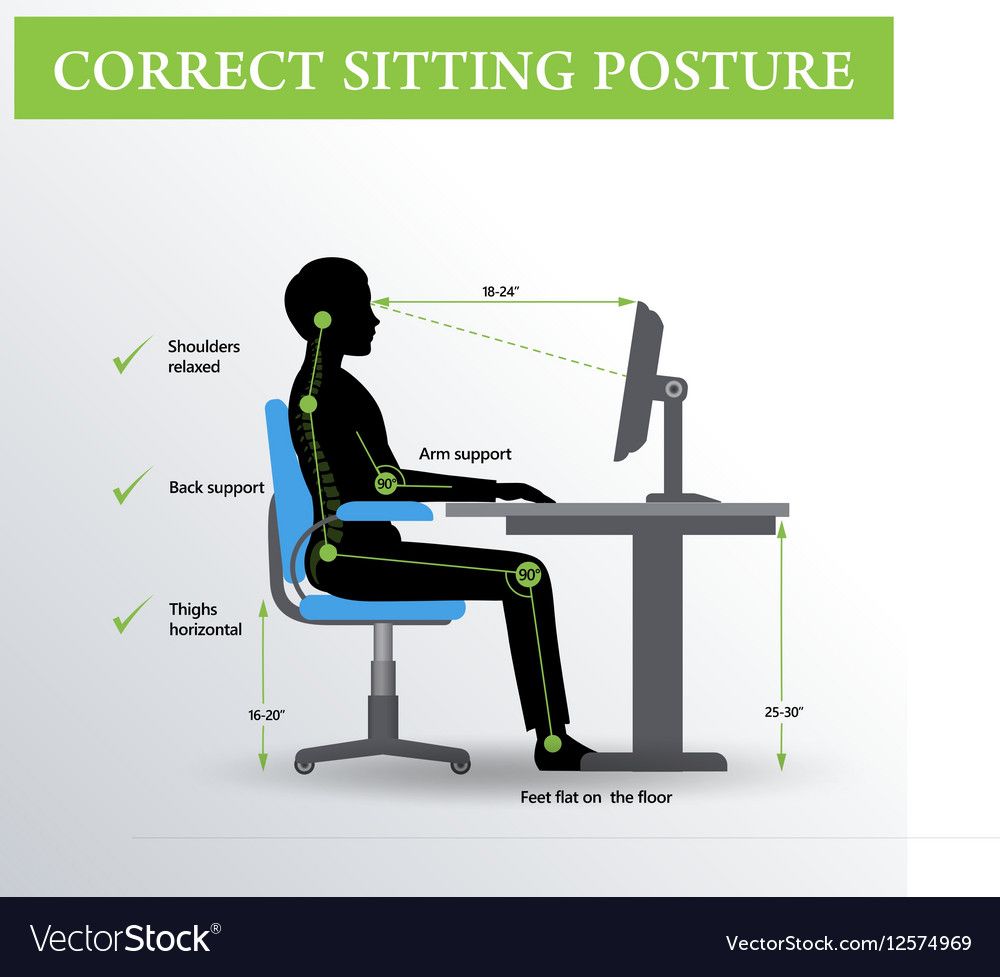 CORRECT SITTING POSTURE
18-24”
Shoulders
relaxed
Arm support
90°
Back support
90°
Thighs
horizontal
16-20”
25-30”
Feet flat on the floor
VectorStock®
VectorStock.com/12574969